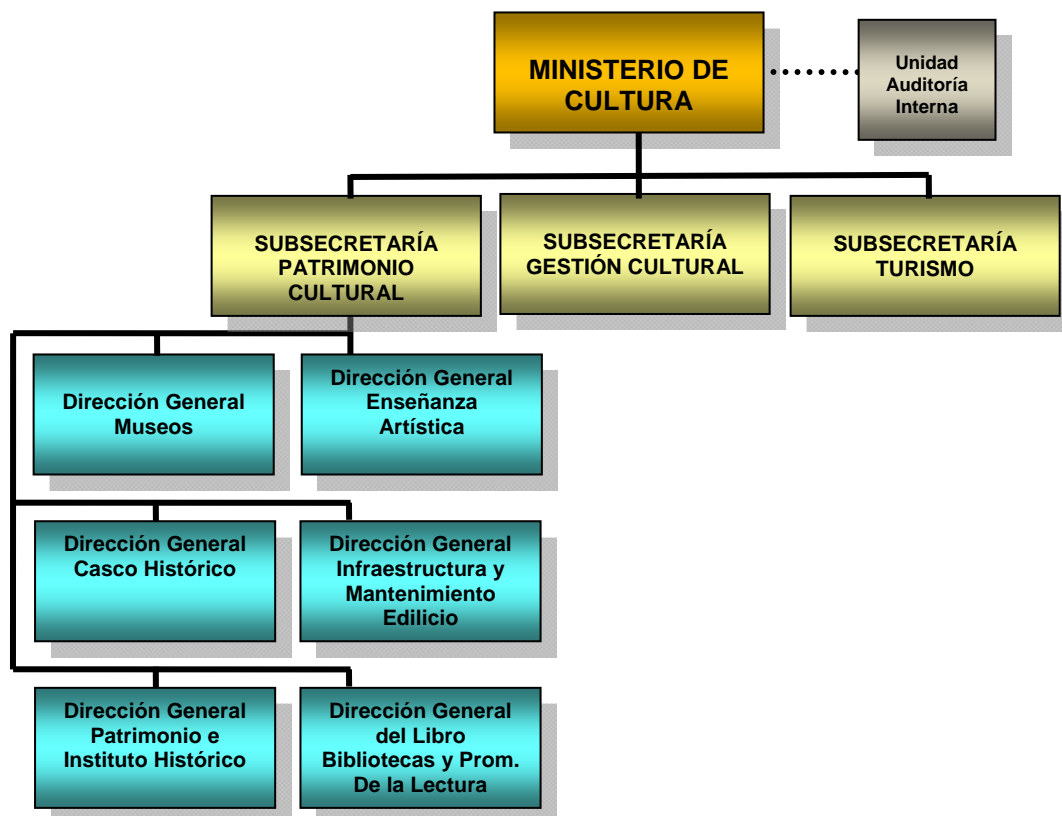 MINISTERIO DE
CULTURA
Unidad
Auditoría
Interna
SUBSECRETARÍA
PATRIMONIO
CULTURAL
SUBSECRETARÍA
GESTIÓN CULTURAL
SUBSECRETARÍA
TURISMO
Dirección General
Museos
Dirección General
Enseñanza
Artística
Dirección General
Casco Histórico
Dirección General
Infraestructura y
Mantenimiento
Edilicio
Dirección General
Patrimonio e
Instituto Histórico
Dirección General
del Libro
Bibliotecas y Prom.
De la Lectura